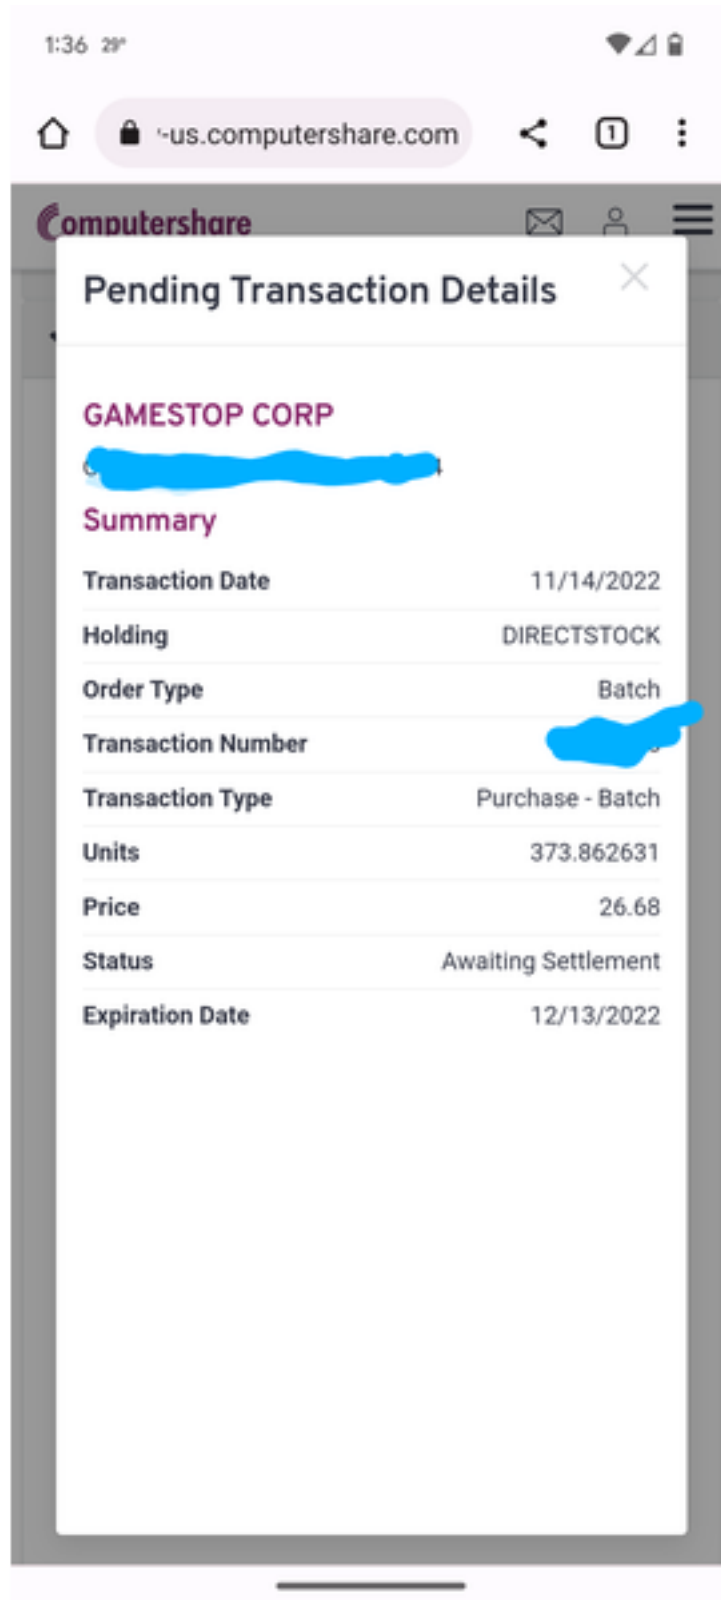 1:36 29°
-us.computershare.com 1
Computershare
Pending Transaction Details
GAMESTOP CORP
Summary
Transaction Date 11/14/2022
Holding DIRECTSTOCK
Order Type Batch
Transaction Number
Transaction Type Purchase - Batch
Units 373.862631
Price 26.68
Status Awaiting Settlement
Expiration Date 12/13/2022